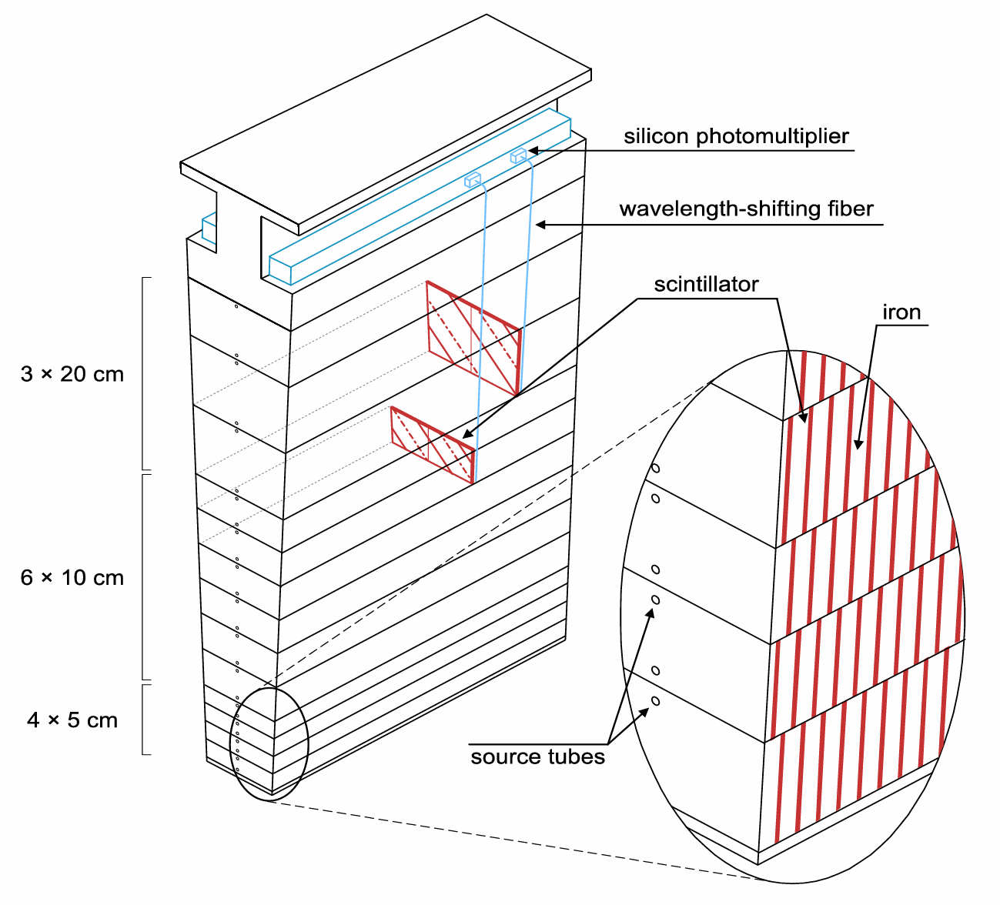 silicon photomultiplier
wavelength-shifting fiber
scintillator
iron
3 × 20 cm
6 × 10 cm
4 × 5 cm
source tubes